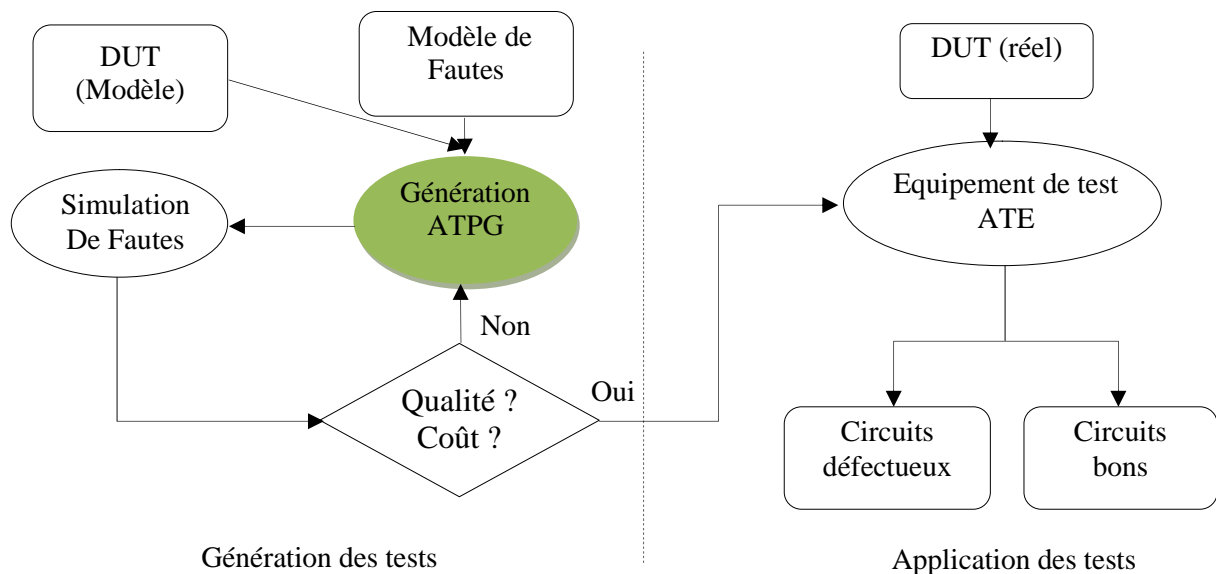 DUT
(Modèle)
Modèle de
Fautes
DUT (réel)
Génération
ATPG
Simulation
De Fautes
Equipement de test
ATE
Non
Oui
Qualité ?
Coût ?
Circuits
défectueux
Circuits
bons
Génération des tests
Application des tests